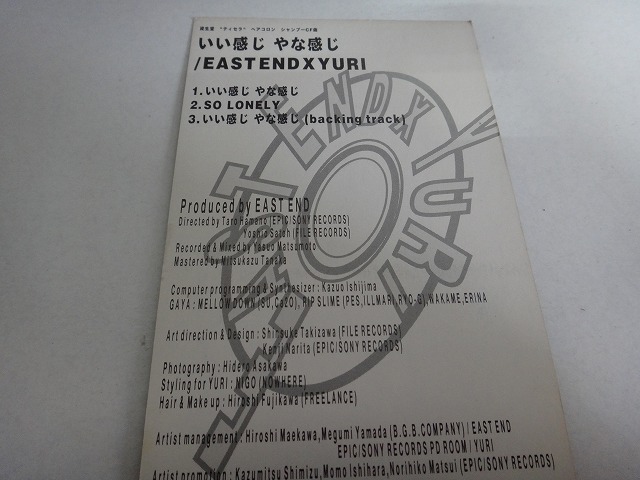 資生堂 "ティセラ" ヘアコロン シャンプーCF曲
いい感じ やな感じ
/EAST END X YURI
1.いい感じ やな感じ
2.SO LONELY
3.いい感じ やな感じ (backing track)
EAST END X YURI
Produced by EAST END
Directed by Taro Hamano (EPIC/SONY RECORDS)
Yoshio Satoh (FILE RECORDS)
Recorded & Mixed by Yasuo Matsumoto
Mastered by Mitsukazu Tanaka
Computer programming & Synthesizer : Kazuo Ishijima
GAYA : MELLOW DOWN (SU,CaZO), RIP SLIME (PES,ILLMARI,RYO-G),WAKAME,ERINA
Art direction & Design : Shinsuke Takizawa (FILE RECORDS)
Kenji Narita (EPIC/SONY RECORDS)
Photography : Hidero Asakawa
Styling for YURI : NIGO (NOWHERE)
Hair & Make up : Hiroshi Fujikawa (FREELANCE)
Artist management : Hiroshi Maekawa,Megumi Yamada (B.G.B.COMPANY) / EAST END
EPIC/SONY RECORDS PD ROOM / YURI
Artist promotion : Kazumitsu Shimizu,Momo Ishihara,Norihiko Matsui (EPIC/SONY RECORDS)